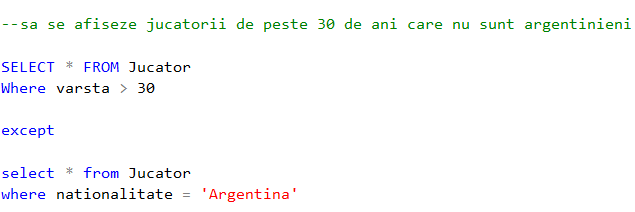 --sa se afiseze jucatorii de peste 30 de ani care nu sunt argentinieni
SELECT * FROM Jucator
Where varsta > 30
except
select * from Jucator
where nationalitate = 'Argentina'